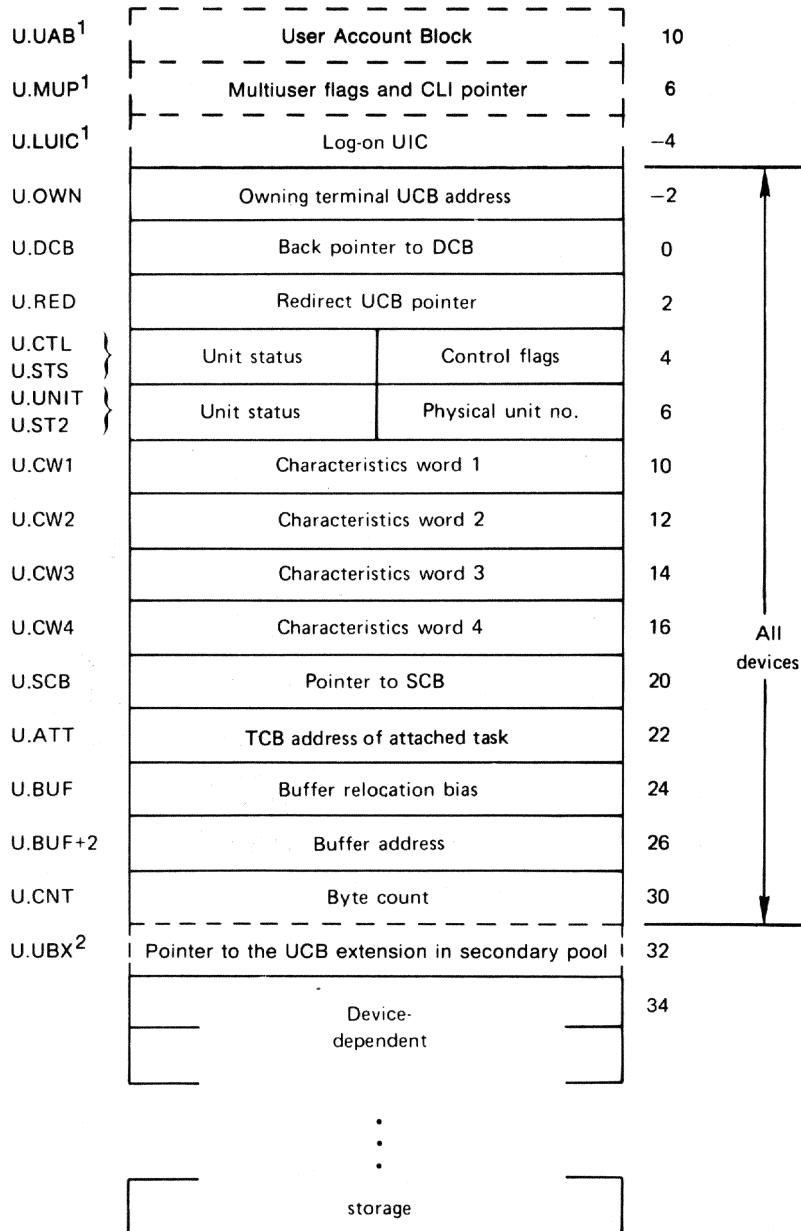 U.UAB¹ User Account Block 10
U.MUP¹ Multiuser flags and CLI pointer 6
U.LUIC¹ Log-on UIC −4
U.OWN Owning terminal UCB address −2
U.DCB Back pointer to DCB 0
U.RED Redirect UCB pointer 2
U.CTL
U.STS } Unit status Control flags 4
U.UNIT
U.ST2 } Unit status Physical unit no. 6
U.CW1 Characteristics word 1 10
U.CW2 Characteristics word 2 12
U.CW3 Characteristics word 3 14
U.CW4 Characteristics word 4 16
All
devices
U.SCB Pointer to SCB 20
U.ATT TCB address of attached task 22
U.BUF Buffer relocation bias 24
U.BUF+2 Buffer address 26
U.CNT Byte count 30
U.UBX² Pointer to the UCB extension in secondary pool 32
Device-
dependent
34
storage